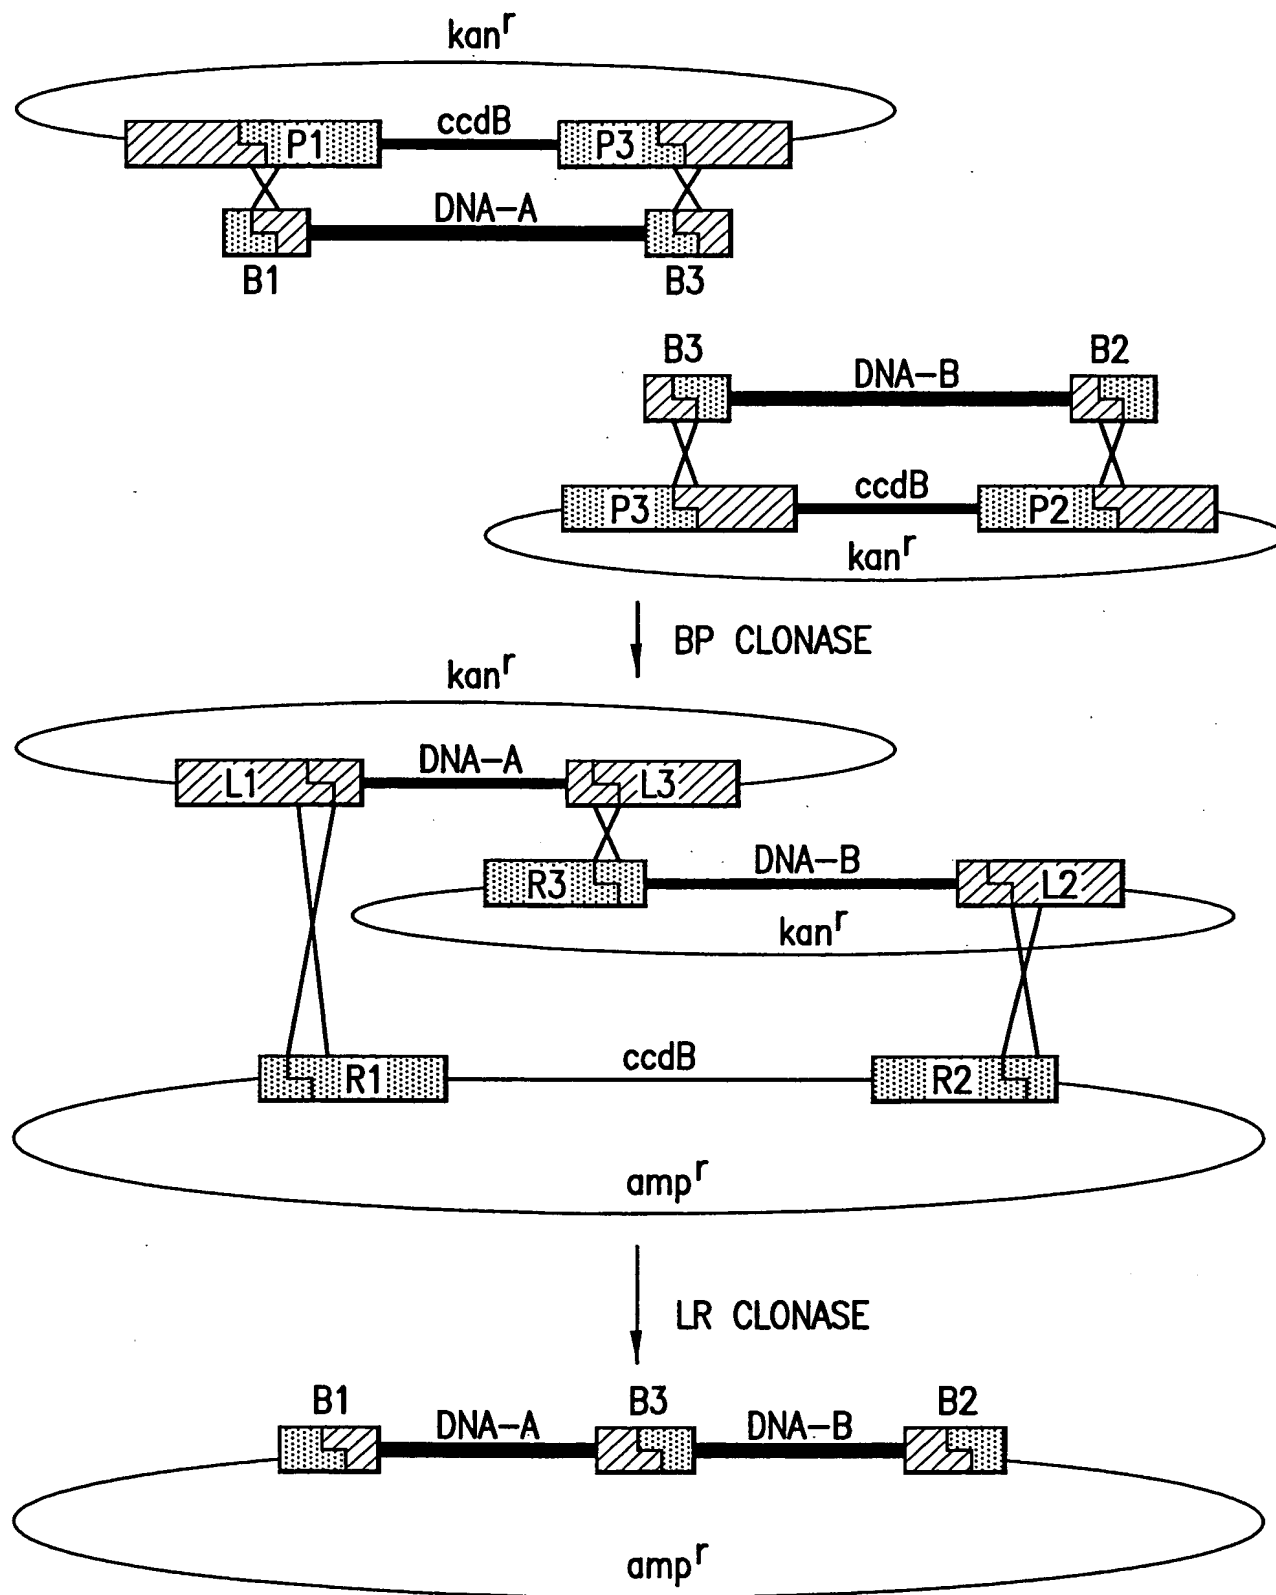 kanʳ
ccdB
P1 P3
DNA-A
B1 B3
B3 B2
DNA-B
ccdB
P3 P2
kanʳ
BP CLONASE
kanʳ
DNA-A
L1 L3
DNA-B
R3 L2
kanʳ
ccdB
R1 R2
ampʳ
LR CLONASE
B1 B3 B2
DNA-A DNA-B
ampʳ